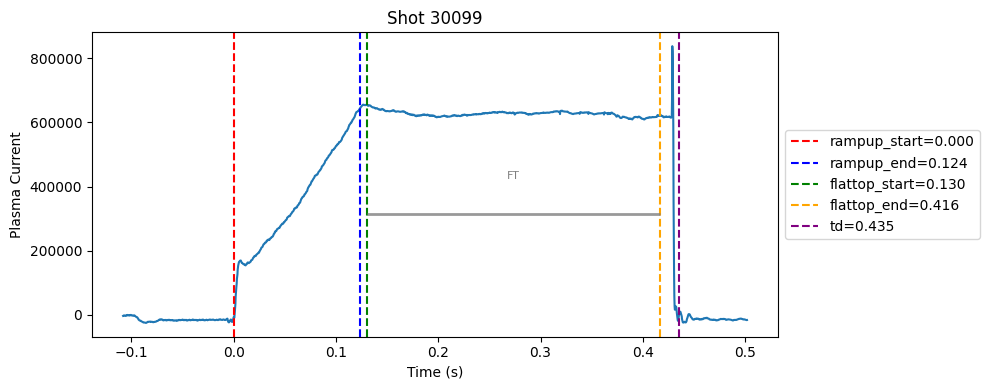 Shot 30099
Plasma Current
800000
600000
400000
200000
0
FT
−0.1
0.0
0.1
0.2
0.3
0.4
0.5
Time (s)
rampup_start=0.000
rampup_end=0.124
flattop_start=0.130
flattop_end=0.416
td=0.435